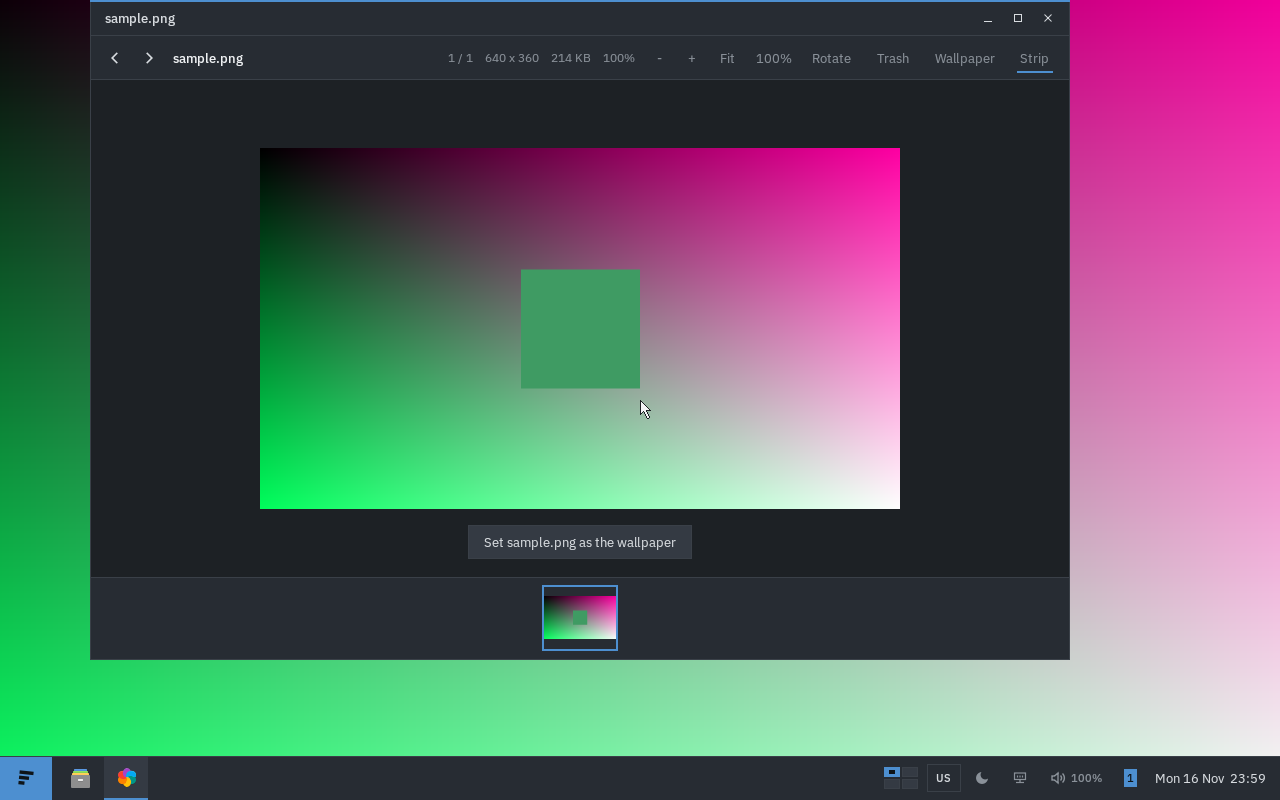 sample.png
sample.png 1 / 1 640 x 360 214 KB 100% - + Fit 100% Rotate Trash Wallpaper Strip
Set sample.png as the wallpaper
US 100% 1 Mon 16 Nov 23:59